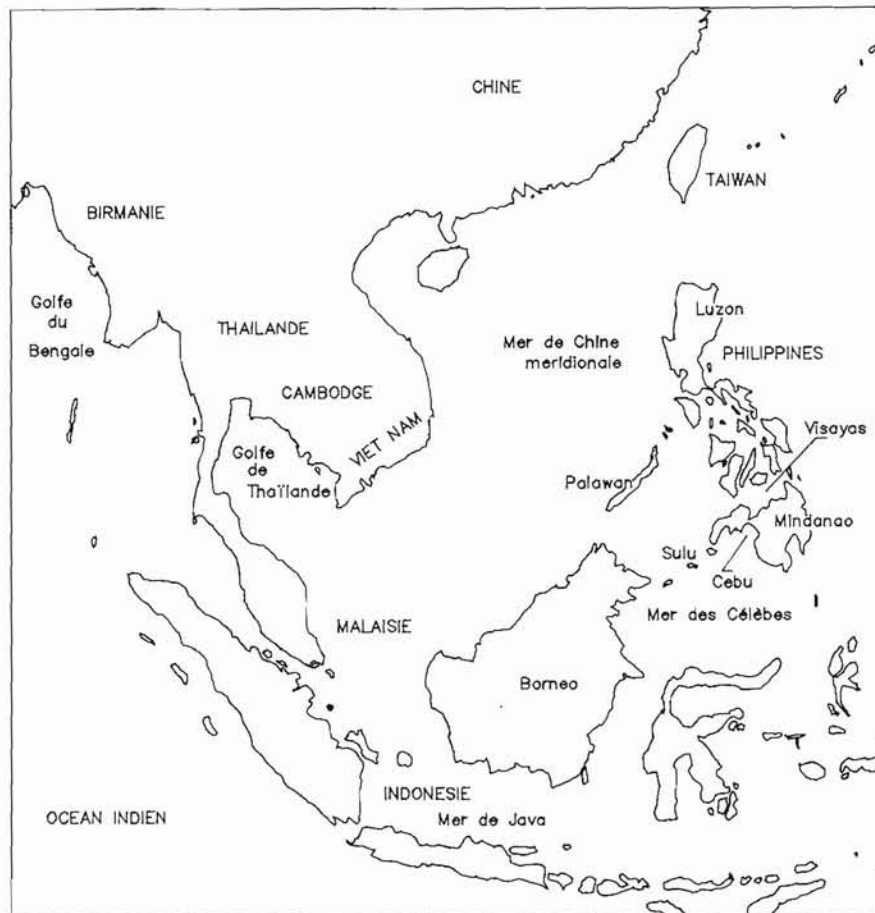 CHINE
TAIWAN
BIRMANIE
Golfe
du
Bengale
THAILANDE
Mer de Chine
meridionale
Luzon
PHILIPPINES
CAMBODGE
VIET NAM
Visayas
Golfe
de
Thaïlande
Palawan
Mindanao
Sulu
Cebu
Mer des Célèbes
MALAISIE
Borneo
INDONESIE
OCEAN INDIEN
Mer de Java